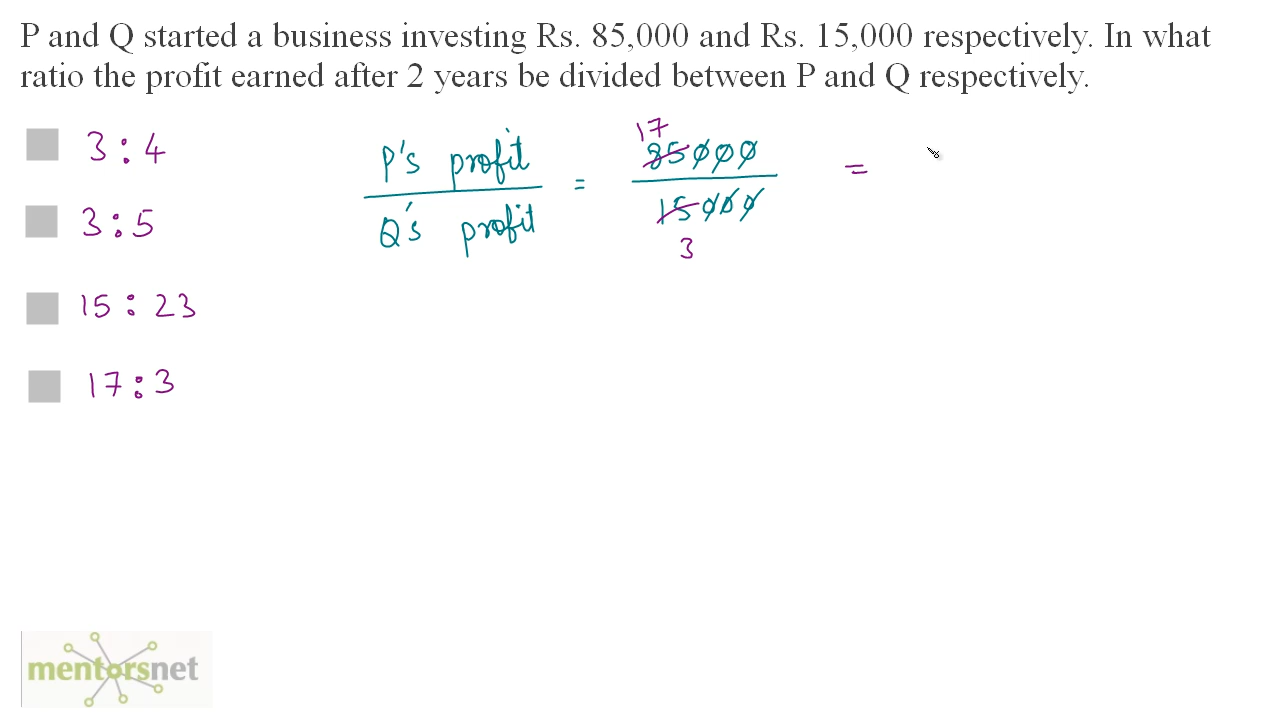 P and Q started a business investing Rs. 85,000 and Rs. 15,000 respectively. In what
ratio the profit earned after 2 years be divided between P and Q respectively.
3:4
3:5
15:23
17:3
P's profit
Q's profit
=
17
85000
15000
3
=
mentorsnet